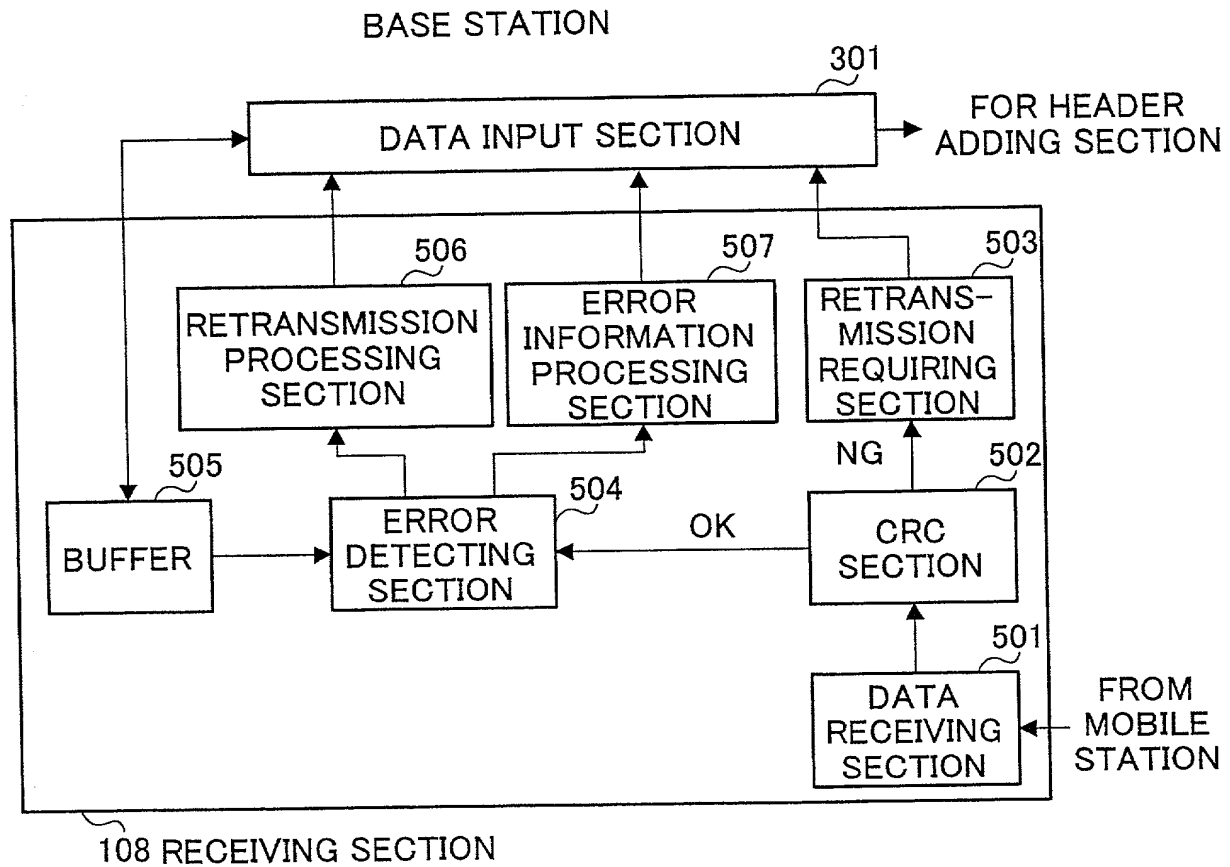 BASE STATION
301
DATA INPUT SECTION
FOR HEADER
ADDING SECTION
506
RETRANSMISSION
PROCESSING
SECTION
507
ERROR
INFORMATION
PROCESSING
SECTION
503
RETRANS-
MISSION
REQUIRING
SECTION
NG
505
BUFFER
504
ERROR
DETECTING
SECTION
OK
502
CRC
SECTION
501
DATA
RECEIVING
SECTION
FROM
MOBILE
STATION
108 RECEIVING SECTION